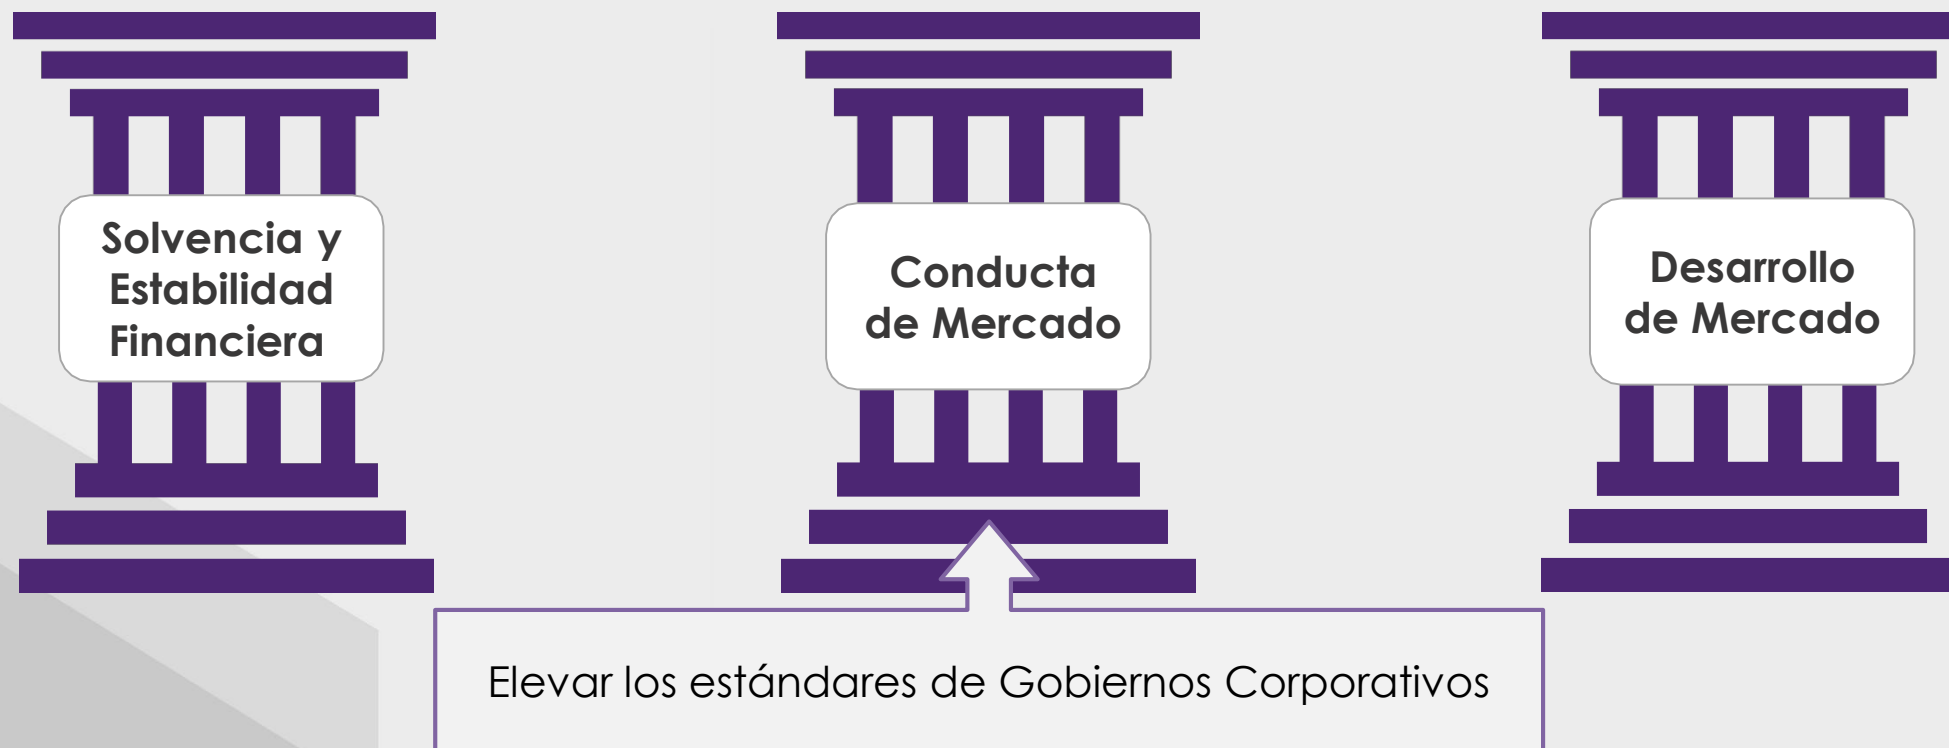 Solvencia y
Estabilidad
Financiera
Conducta
de Mercado
Desarrollo
de Mercado
Elevar los estándares de Gobiernos Corporativos